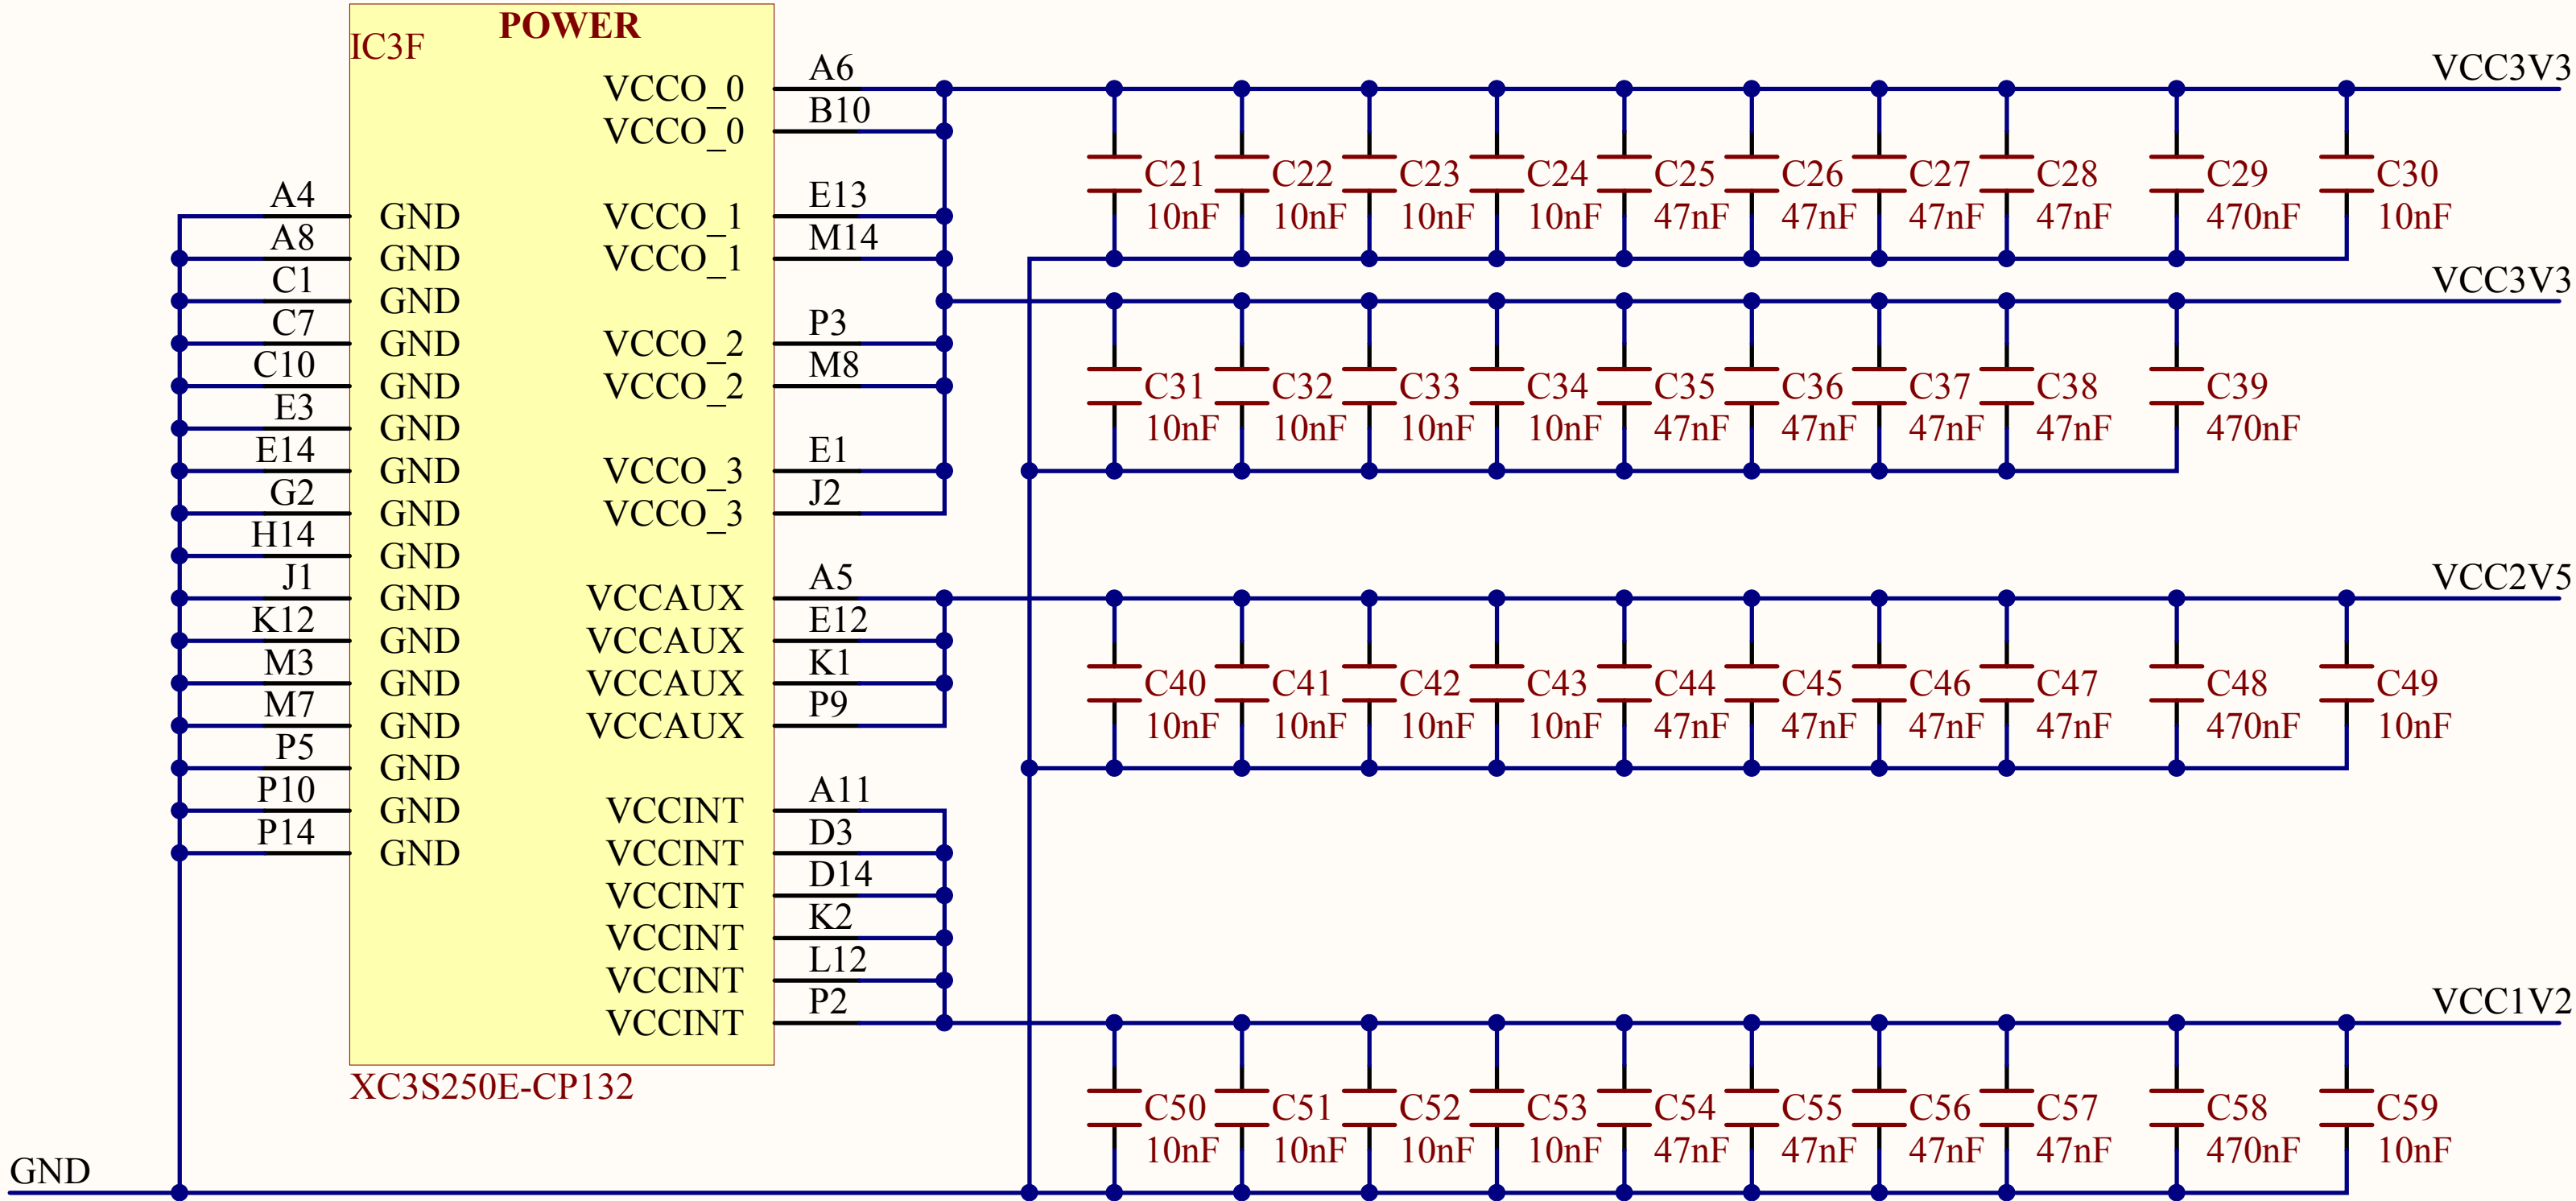 POWER
IC3F
A6
VCCO_0
VCC3V3
B10
VCCO_0
C21 C22 C23 C24 C25 C26 C27 C28 C29 C30
10nF 10nF 10nF 10nF 47nF 47nF 47nF 47nF 470nF 10nF
A4 E13
GND VCCO_1
A8 M14
GND VCCO_1
C1
GND
VCC3V3
C7 P3
GND VCCO_2
C10 M8
GND VCCO_2
C31 C32 C33 C34 C35 C36 C37 C38 C39
10nF 10nF 10nF 10nF 47nF 47nF 47nF 47nF 470nF
E3
GND
E14 E1
GND VCCO_3
G2 J2
GND VCCO_3
H14
GND
J1 A5
GND VCCAUX
VCC2V5
K12 E12
GND VCCAUX
M3 K1
GND VCCAUX
C40 C41 C42 C43 C44 C45 C46 C47 C48 C49
10nF 10nF 10nF 10nF 47nF 47nF 47nF 47nF 470nF 10nF
M7 P9
GND VCCAUX
P5
GND
P10 A11
GND VCCINT
P14 D3
GND VCCINT
D14
VCCINT
K2
VCCINT
L12
VCCINT
P2
VCCINT
VCC1V2
XC3S250E-CP132
C50 C51 C52 C53 C54 C55 C56 C57 C58 C59
10nF 10nF 10nF 10nF 47nF 47nF 47nF 47nF 470nF 10nF
GND